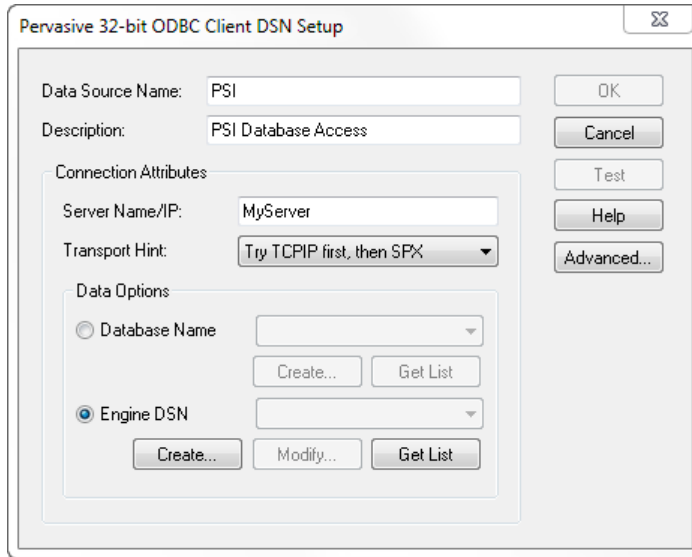 Pervasive 32-bit ODBC Client DSN Setup
Data Source Name: PSI OK
Description: PSI Database Access Cancel
Connection Attributes Test
Server Name/IP: MyServer Help
Transport Hint: Try TCPIP first, then SPX Advanced...
Data Options
Database Name
Create... Get List
Engine DSN
Create... Modify... Get List